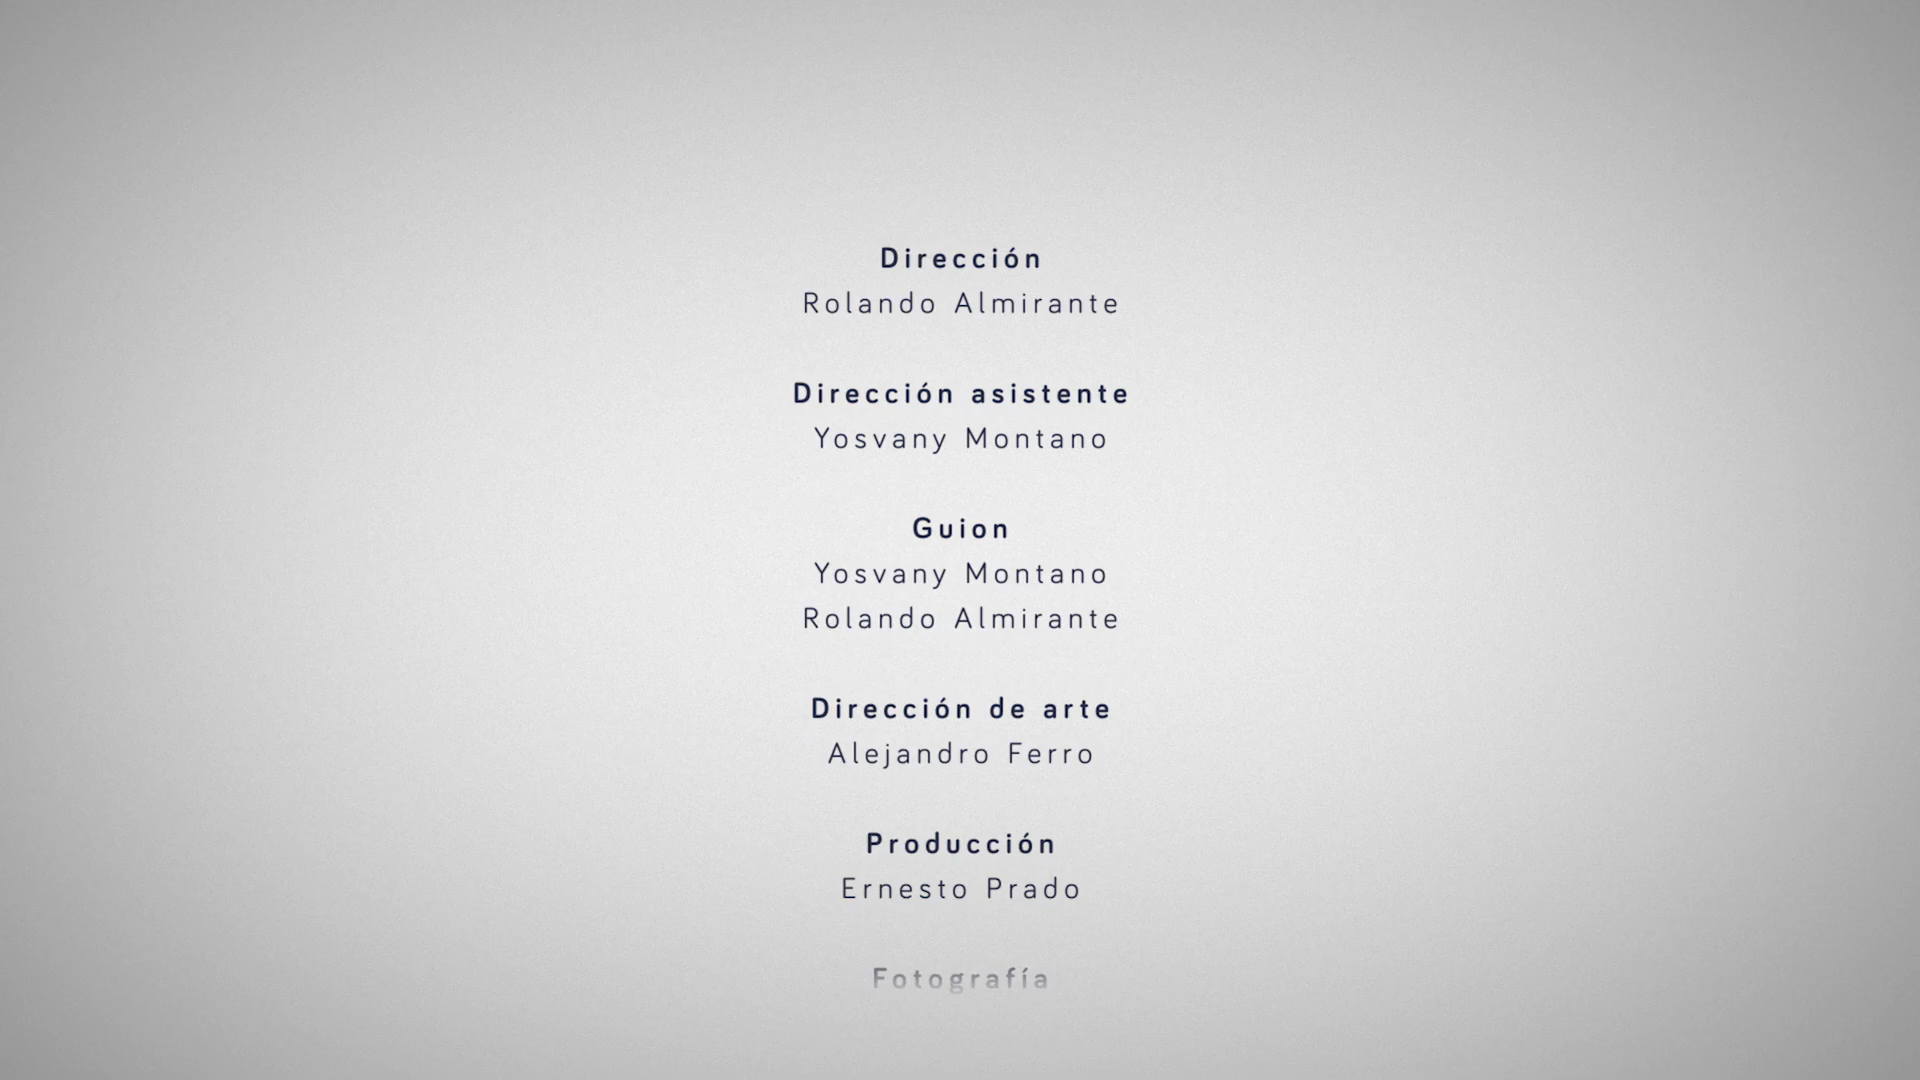 Dirección
Rolando Almirante
Dirección asistente
Yosvany Montano
Guion
Yosvany Montano
Rolando Almirante
Dirección de arte
Alejandro Ferro
Producción
Ernesto Prado
Fotografía